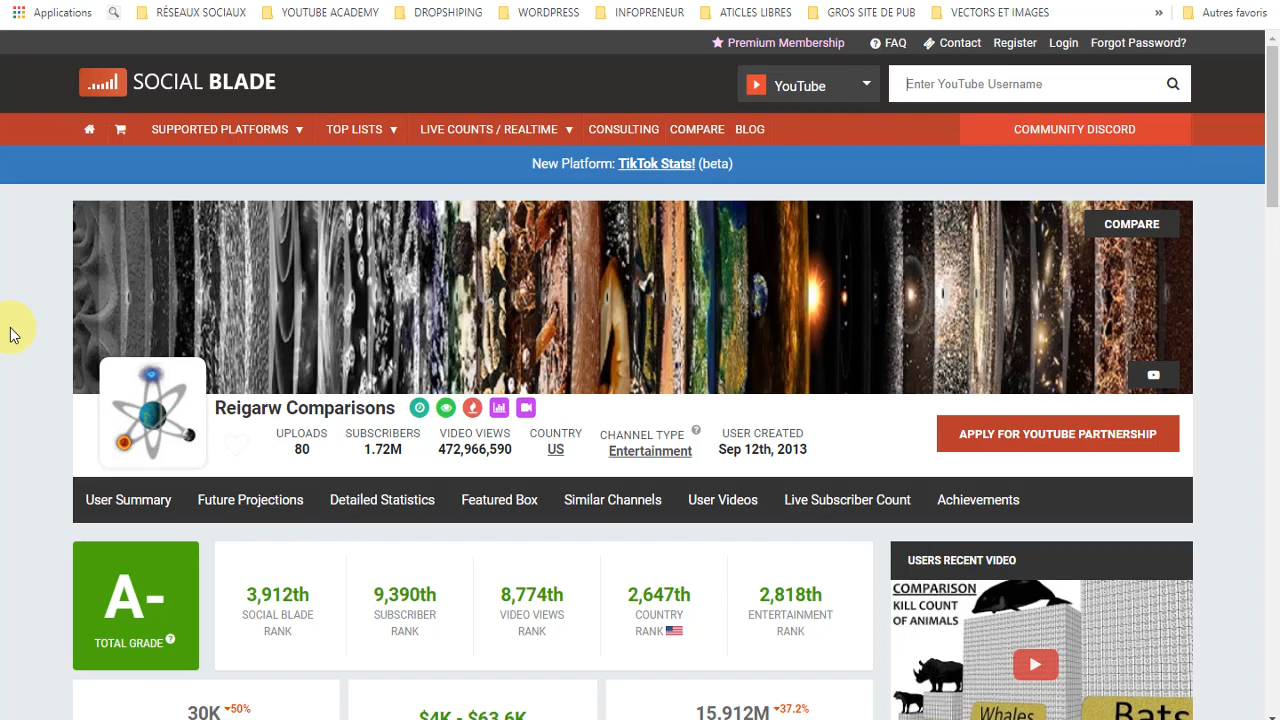 Applications RÉSEAUX SOCIAUX YOUTUBE ACADEMY DROPSHIPING WORDPRESS INFOPRENEUR ATICLES LIBRES GROS SITE DE PUB VECTORS ET IMAGES » Autres favoris
Premium Membership FAQ Contact Register Login Forgot Password?
SOCIAL BLADE YouTube Enter YouTube Username
SUPPORTED PLATFORMS TOP LISTS LIVE COUNTS / REALTIME CONSULTING COMPARE BLOG COMMUNITY DISCORD
New Platform: TikTok Stats! (beta)
COMPARE
Reigarw Comparisons
UPLOADS SUBSCRIBERS VIDEO VIEWS COUNTRY CHANNEL TYPE ? USER CREATED
80 1.72M 472,966,590 US Entertainment Sep 12th, 2013
APPLY FOR YOUTUBE PARTNERSHIP
User Summary Future Projections Detailed Statistics Featured Box Similar Channels User Videos Live Subscriber Count Achievements
A-
TOTAL GRADE ?
3,912th 9,390th 8,774th 2,647th 2,818th
SOCIAL BLADE SUBSCRIBER VIDEO VIEWS COUNTRY ENTERTAINMENT
RANK RANK RANK RANK RANK
USERS RECENT VIDEO
COMPARISON
KILL COUNT
OF ANIMALS
Whales Bats
30K -50% $4K - $63.6K 15.912M -37.2%